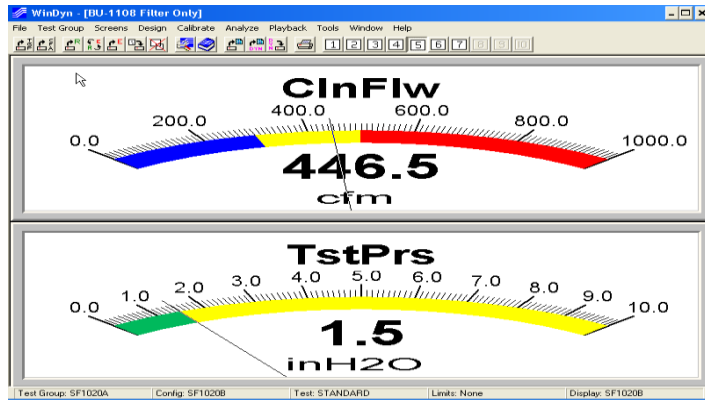 WinDyn - [BU-1108 Filter Only]
File Test Group Screens Design Calibrate Analyze Playback Tools Window Help
1 2 3 4 5 6 7 8 9 10
ClnFlw
0.0 200.0 400.0 600.0 800.0 1000.0
446.5
cfm
TstPrs
0.0 1.0 2.0 3.0 4.0 5.0 6.0 7.0 8.0 9.0 10.0
1.5
inH2O
Test Group: SF1020A Config: SF1020B Test: STANDARD Limits: None Display: SF1020B